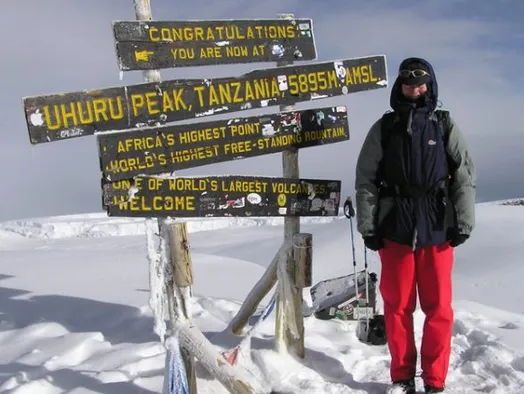 CONGRATULATIONS
YOU ARE NOW AT
UHURU PEAK, TANZANIA 5895M. AMSL.
AFRICA'S HIGHEST POINT
WORLD'S HIGHEST FREE-STANDING MOUNTAIN.
ONE OF WORLD'S LARGEST VOLCANOES
WELCOME